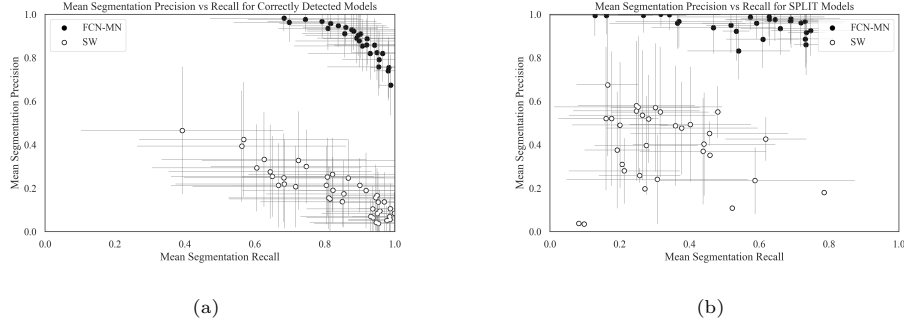 Mean Segmentation Precision vs Recall for Correctly Detected Models
1.0
0.8
0.6
0.4
0.2
0.0
Mean Segmentation Precision
FCN-MN
SW
0.0 0.2 0.4 0.6 0.8 1.0
Mean Segmentation Recall
(a)
Mean Segmentation Precision vs Recall for SPLIT Models
1.0
0.8
0.6
0.4
0.2
0.0
Mean Segmentation Precision
FCN-MN
SW
0.0 0.2 0.4 0.6 0.8 1.0
Mean Segmentation Recall
(b)